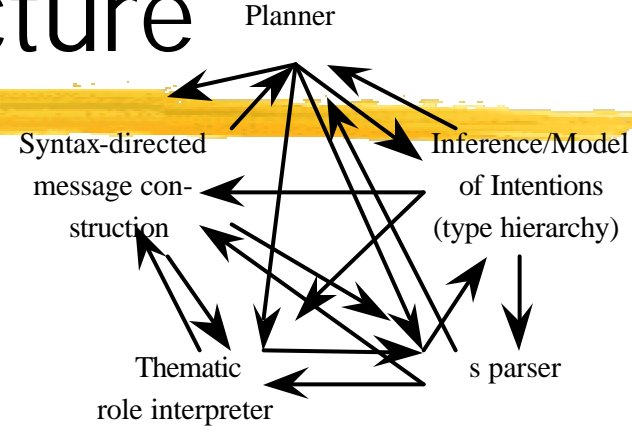 cture
Planner
Syntax-directed
message con-
struction
Inference/Model
of Intentions
(type hierarchy)
Thematic
role interpreter
s parser